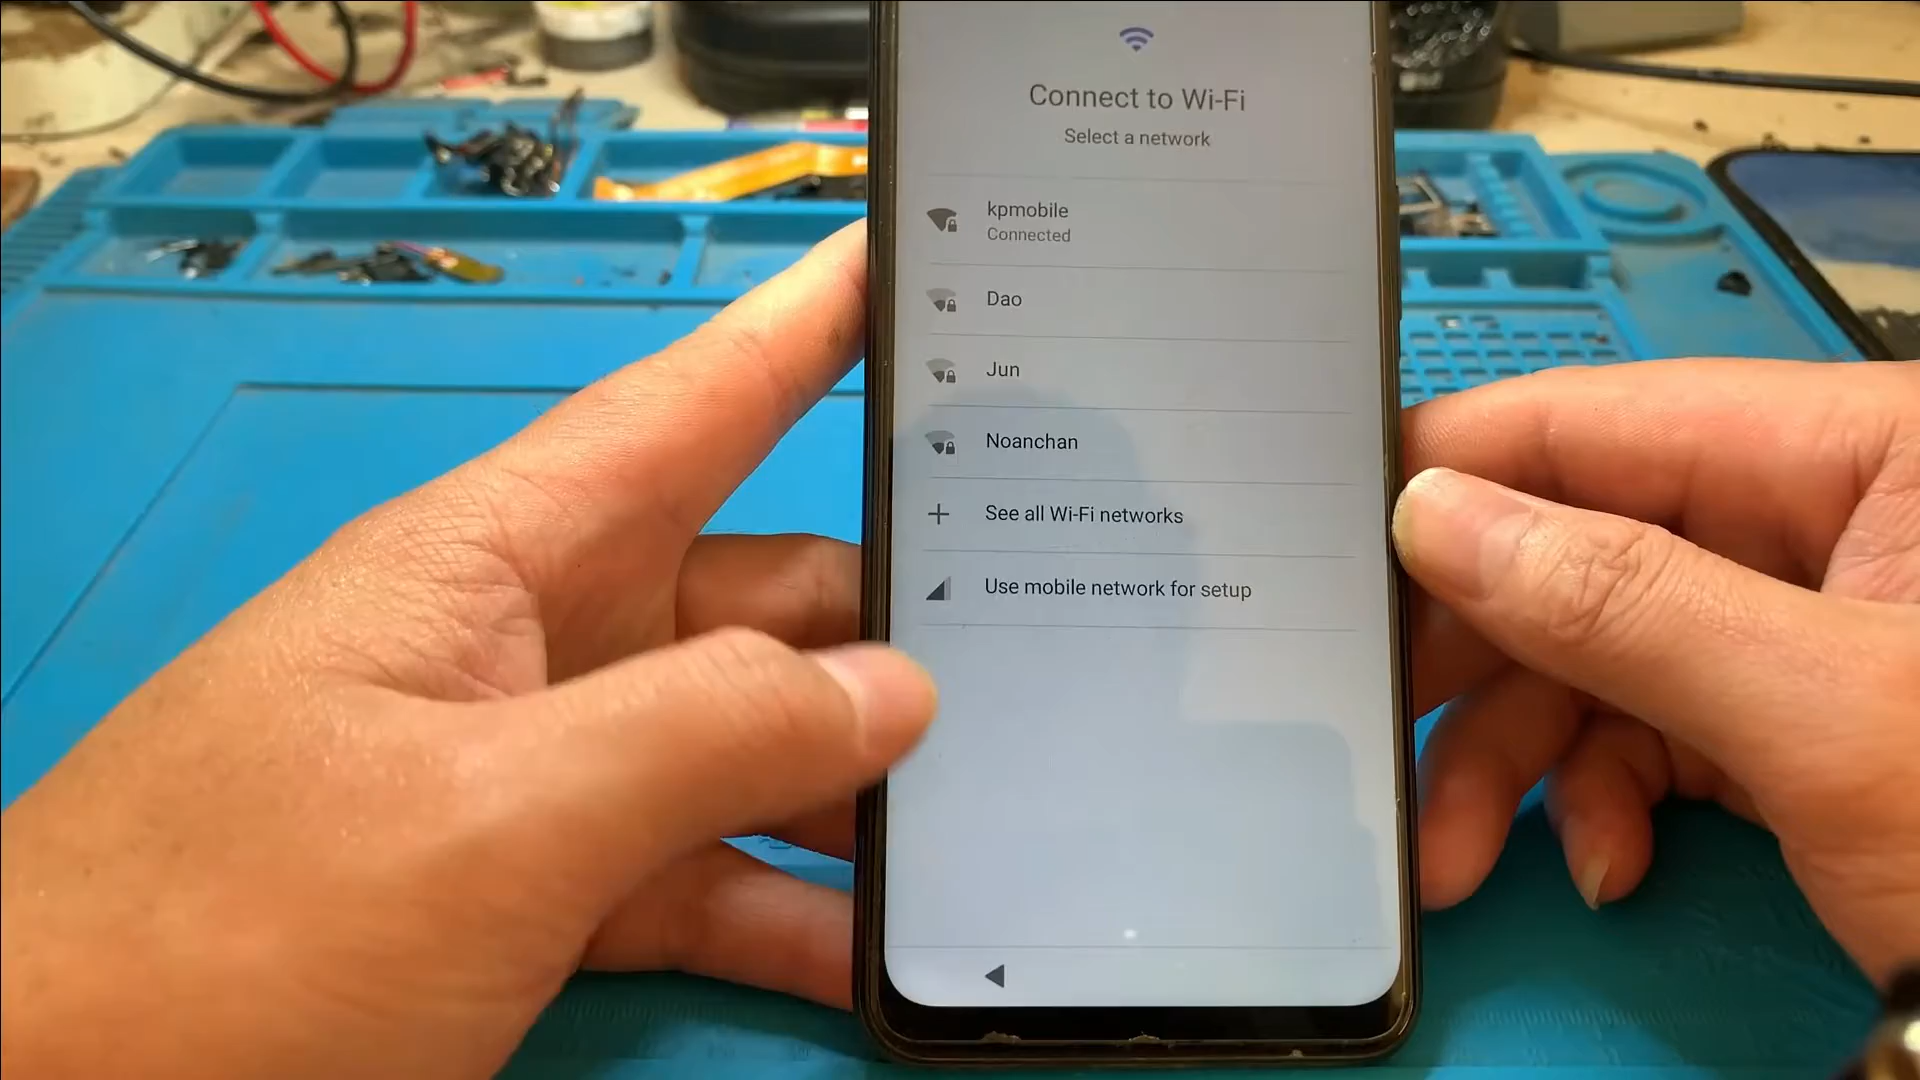 Connect to Wi-Fi
Select a network
kpmobile
Connected
Dao
Jun
Noanchan
See all Wi-Fi networks
Use mobile network for setup